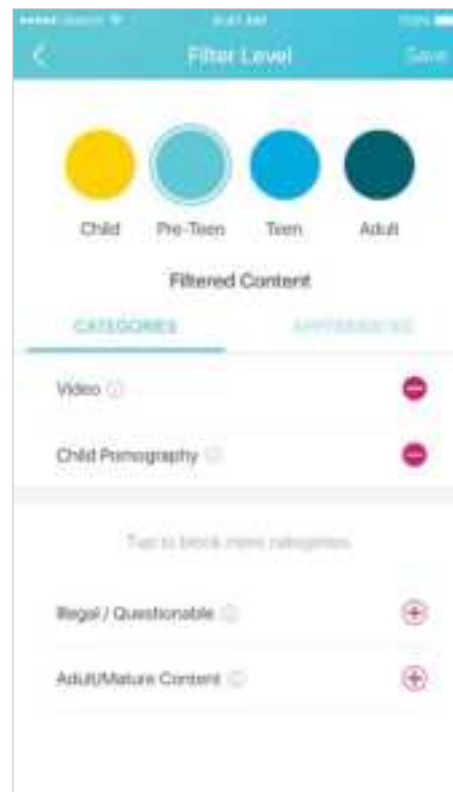 Filter Level Save
Child Pre-Teen Teen Adult
Filtered Content
CATEGORIES
Video
Child Pornography
Tap to block more categories
Illegal / Questionable
Adult/Mature Content